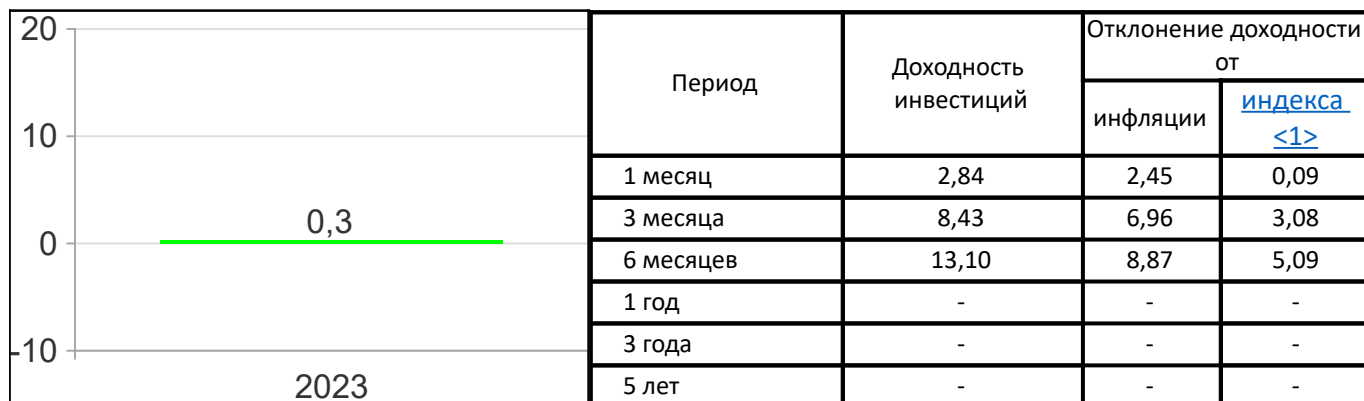 20
10
0,3
0
-10
2023
Период
Доходность
инвестиций
Отклонение доходности
от
инфляции
индекса
<1>
1 месяц 2,84 2,45 0,09
3 месяца 8,43 6,96 3,08
6 месяцев 13,10 8,87 5,09
1 год - - -
3 года - - -
5 лет - - -